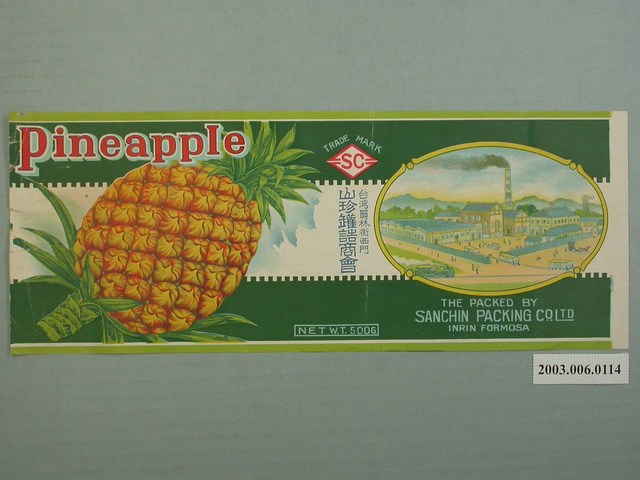 Pineapple
TRADE MARK
SC
台湾員林街西門
山珍罐詰商會
NET W.T. 500G
THE PACKED BY
SANCHIN PACKING CO LTD
INRIN FORMOSA
2003.006.0114